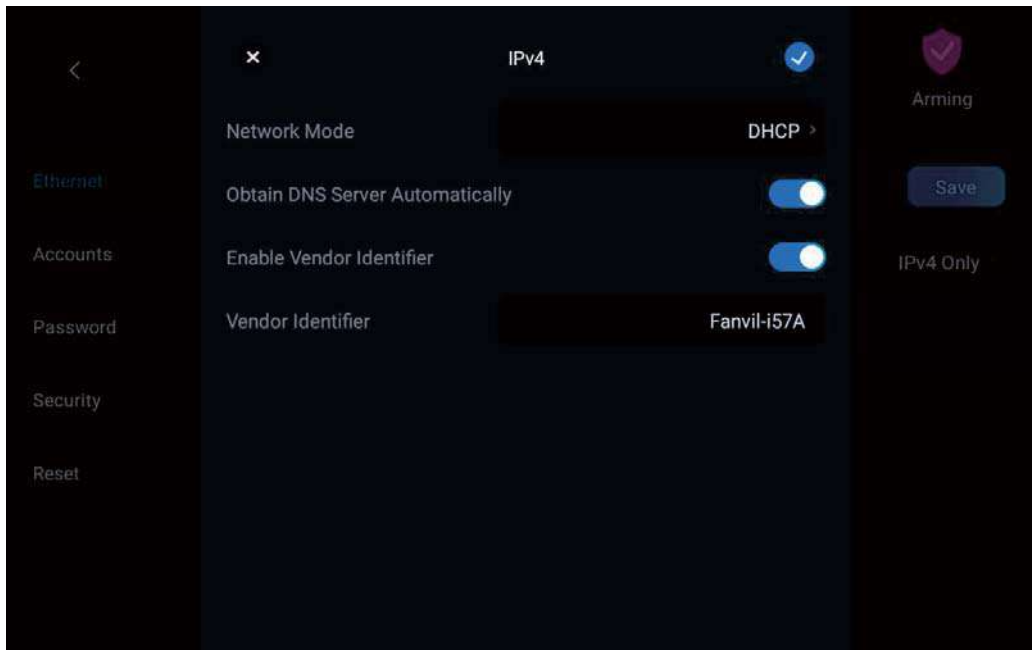 IPv4
Arming
Network Mode
DHCP
Ethernet
Obtain DNS Server Automatically
Save
Accounts
Enable Vendor Identifier
IPv4 Only
Password
Vendor Identifier
Fanvil-i57A
Security
Reset